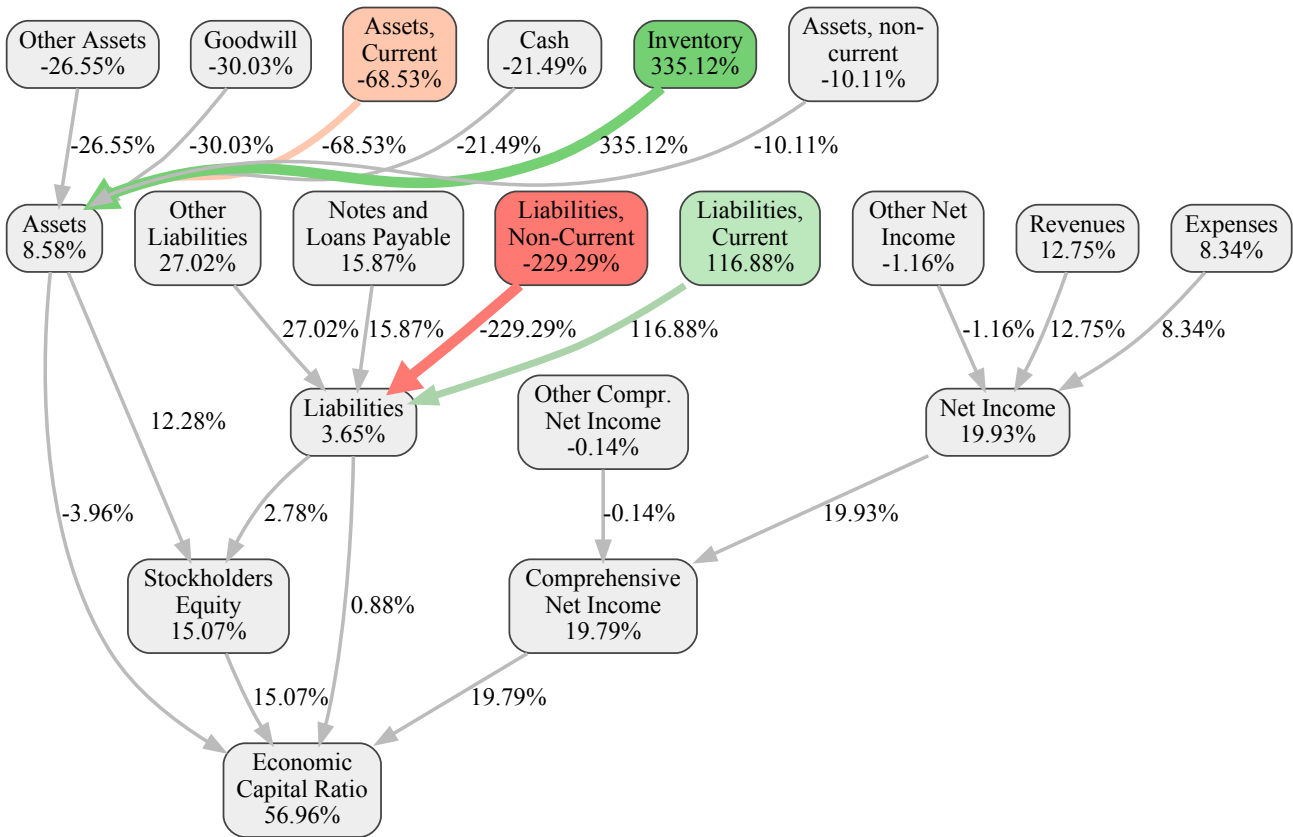 Other Assets
-26.55%
Goodwill
-30.03%
Assets,
Current
-68.53%
Cash
-21.49%
Inventory
335.12%
Assets, non-
current
-10.11%
-26.55%
-30.03%
-68.53%
-21.49%
335.12%
-10.11%
Assets
8.58%
Other
Liabilities
27.02%
Notes and
Loans Payable
15.87%
Liabilities,
Non-Current
-229.29%
Liabilities,
Current
116.88%
Other Net
Income
-1.16%
Revenues
12.75%
Expenses
8.34%
27.02%
15.87%
-229.29%
116.88%
-1.16%
12.75%
8.34%
Liabilities
3.65%
Other Compr.
Net Income
-0.14%
Net Income
19.93%
12.28%
-3.96%
2.78%
0.88%
-0.14%
19.93%
Stockholders
Equity
15.07%
Comprehensive
Net Income
19.79%
15.07%
19.79%
Economic
Capital Ratio
56.96%